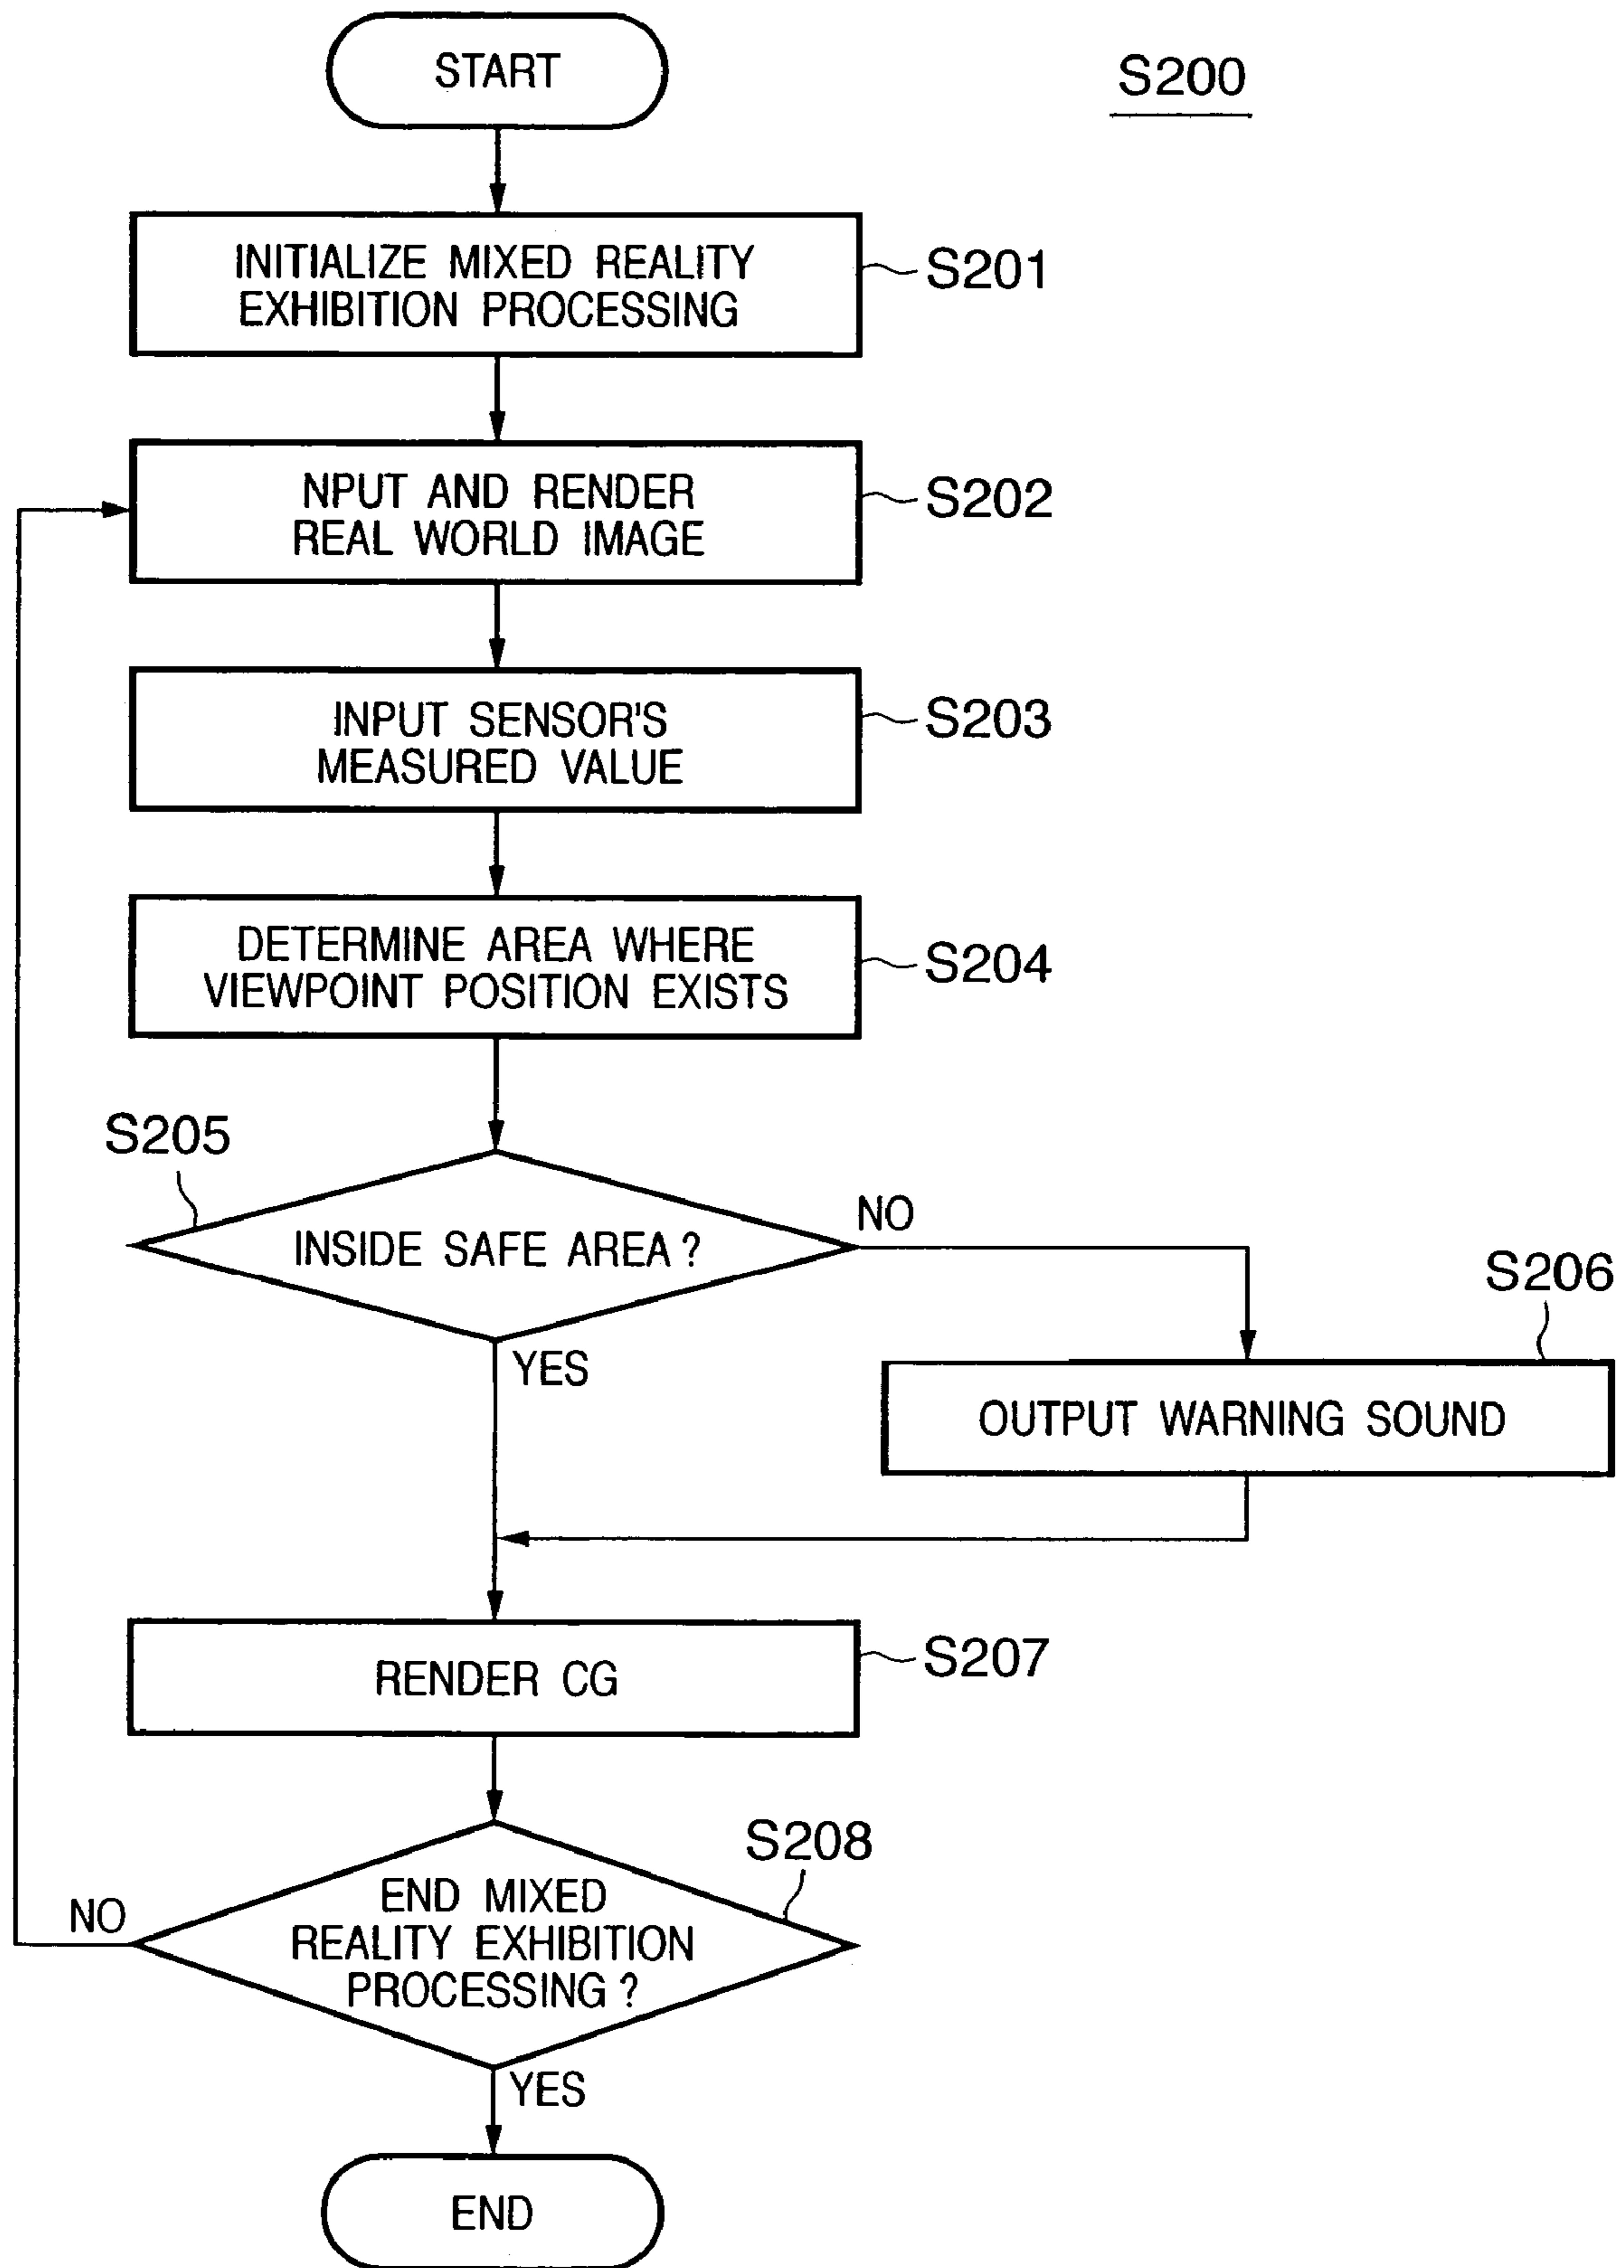 START
S200
INITIALIZE MIXED REALITY
EXHIBITION PROCESSING
S201
NPUT AND RENDER
REAL WORLD IMAGE
S202
INPUT SENSOR'S
MEASURED VALUE
S203
DETERMINE AREA WHERE
VIEWPOINT POSITION EXISTS
S204
S205
INSIDE SAFE AREA ?
NO
YES
S206
OUTPUT WARNING SOUND
RENDER CG
S207
S208
END MIXED
REALITY EXHIBITION
PROCESSING ?
NO
YES
END